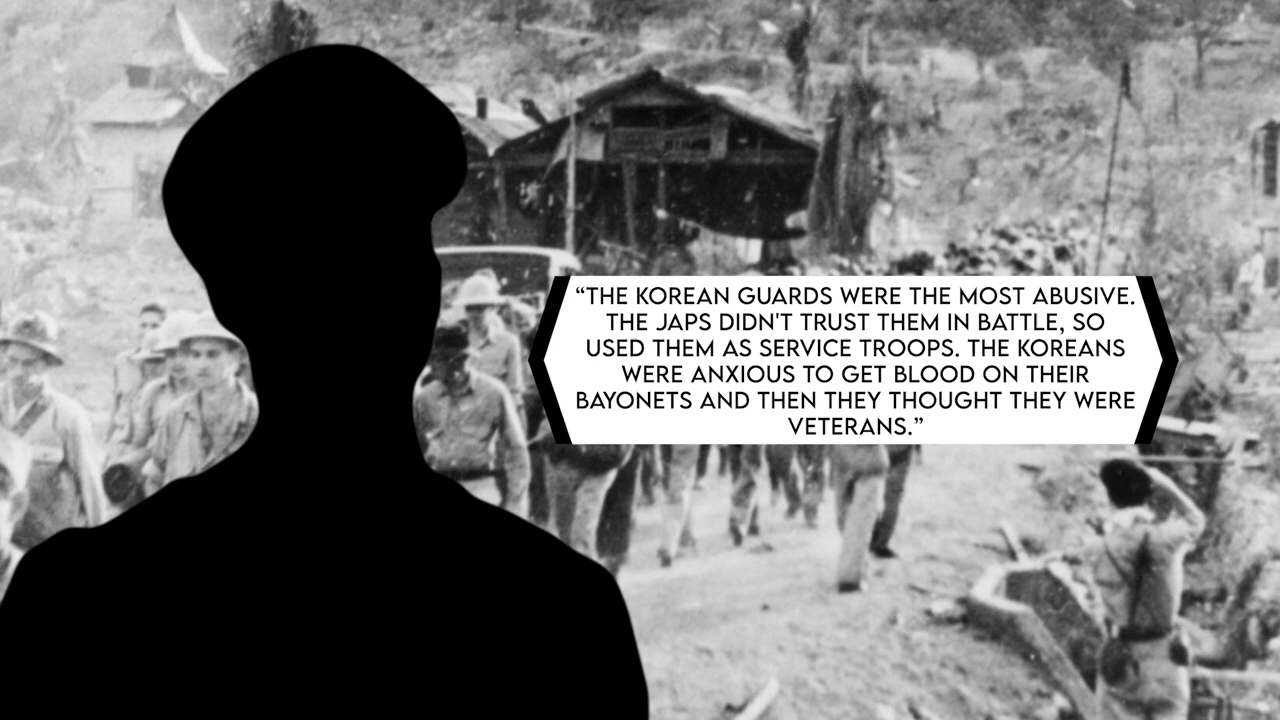 “THE KOREAN GUARDS WERE THE MOST ABUSIVE.
THE JAPS DIDN'T TRUST THEM IN BATTLE, SO
USED THEM AS SERVICE TROOPS. THE KOREANS
WERE ANXIOUS TO GET BLOOD ON THEIR
BAYONETS AND THEN THEY THOUGHT THEY WERE
VETERANS.”